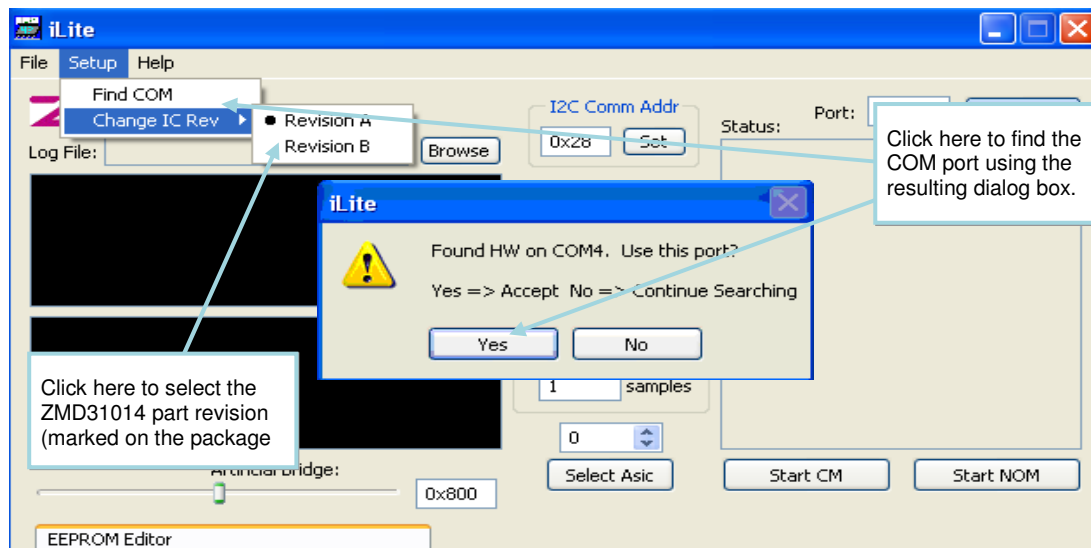 iLite
File Setup Help
Find COM
Change IC Rev
Revision A
Revision B
Log File:
Browse
I2C Comm Addr
0x28
Set
Port:
Status:
Click here to find the
COM port using the
resulting dialog box.
iLite
Found HW on COM4. Use this port?
Yes => Accept No => Continue Searching
Yes No
Click here to select the
ZMD31014 part revision
(marked on the package
1 samples
0
Select Asic
Start CM
Start NOM
Artificial Bridge:
0x800
EEPROM Editor